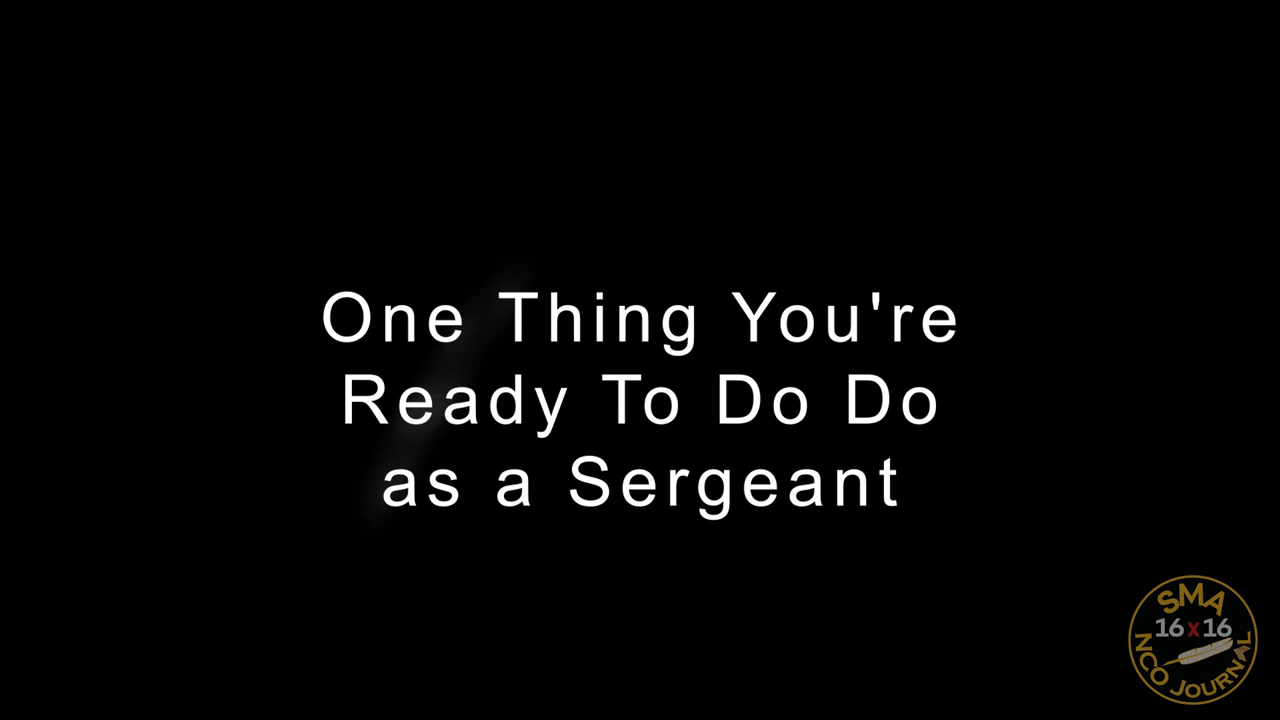 One Thing You're
Ready To Do Do
as a Sergeant
SMA
16x16
NCO JOURNAL